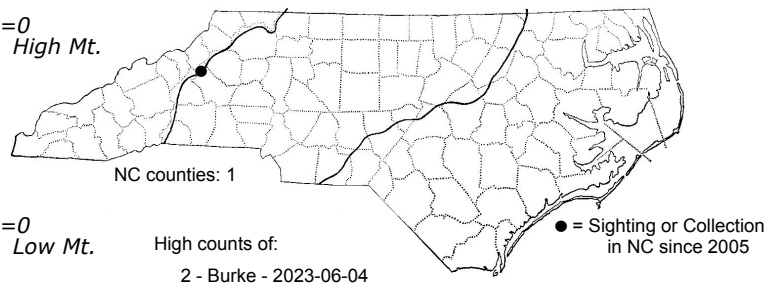 =0
High Mt.
NC counties: 1
=0
Low Mt.
High counts of:
2 - Burke - 2023-06-04
● = Sighting or Collection
in NC since 2005